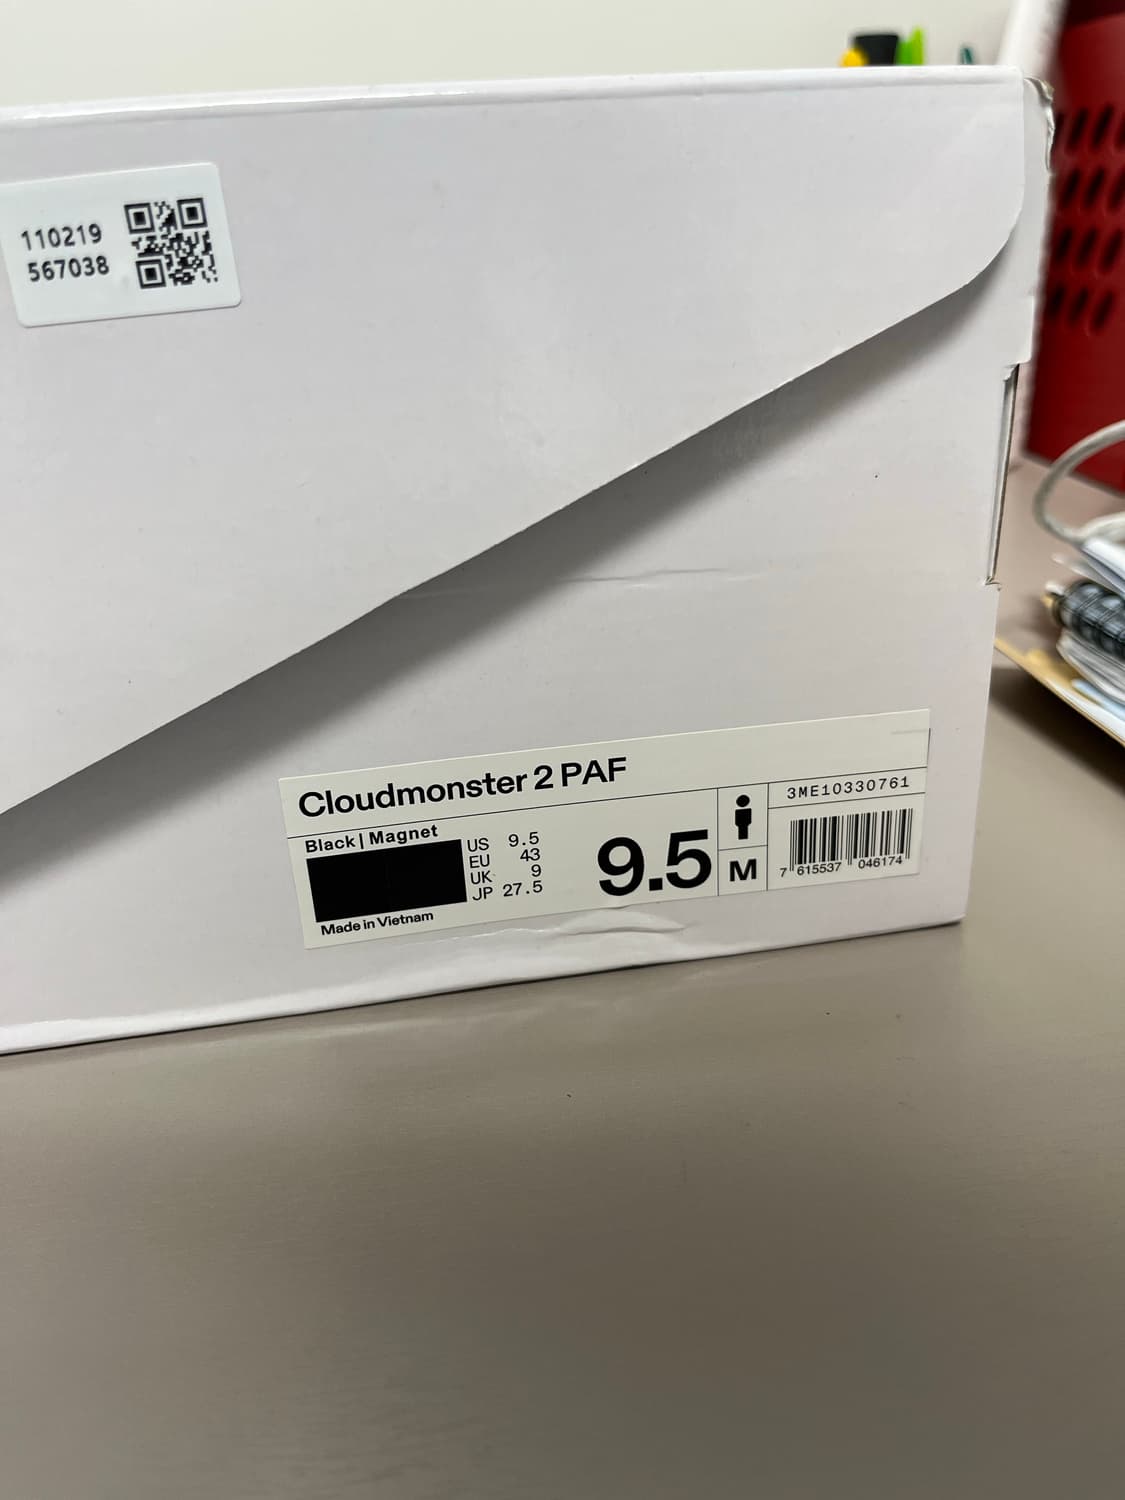 110219
567038
Cloudmonster 2 PAF
Black | Magnet
US 9.5
EU 43
UK 9
JP 27.5
Made in Vietnam
9.5
M
3ME10330761
7 615537 046174